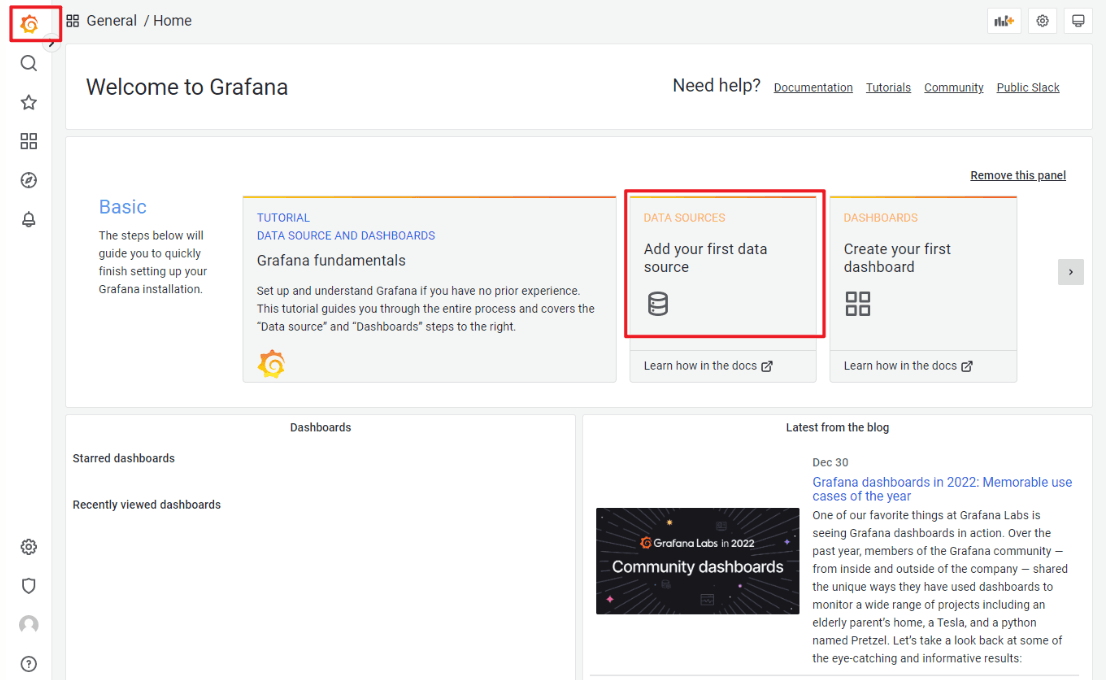 General / Home
Welcome to Grafana
Need help? Documentation Tutorials Community Public Slack
Remove this panel
Basic
The steps below will
guide you to quickly
finish setting up your
Grafana installation.
TUTORIAL
DATA SOURCE AND DASHBOARDS
Grafana fundamentals
Set up and understand Grafana if you have no prior experience.
This tutorial guides you through the entire process and covers the
“Data source” and “Dashboards” steps to the right.
DATA SOURCES
Add your first data
source
Learn how in the docs
DASHBOARDS
Create your first
dashboard
Learn how in the docs
Dashboards
Starred dashboards
Recently viewed dashboards
Latest from the blog
Dec 30
Grafana dashboards in 2022: Memorable use
cases of the year
Grafana Labs in 2022
Community dashboards
One of our favorite things at Grafana Labs is
seeing Grafana dashboards in action. Over the
past year, members of the Grafana community —
from inside and outside of the company — shared
the unique ways they have used dashboards to
monitor a wide range of projects including an
elderly parent’s home, a Tesla, and a python
named Pretzel. Let’s take a look back at some of
the eye-catching and informative results: